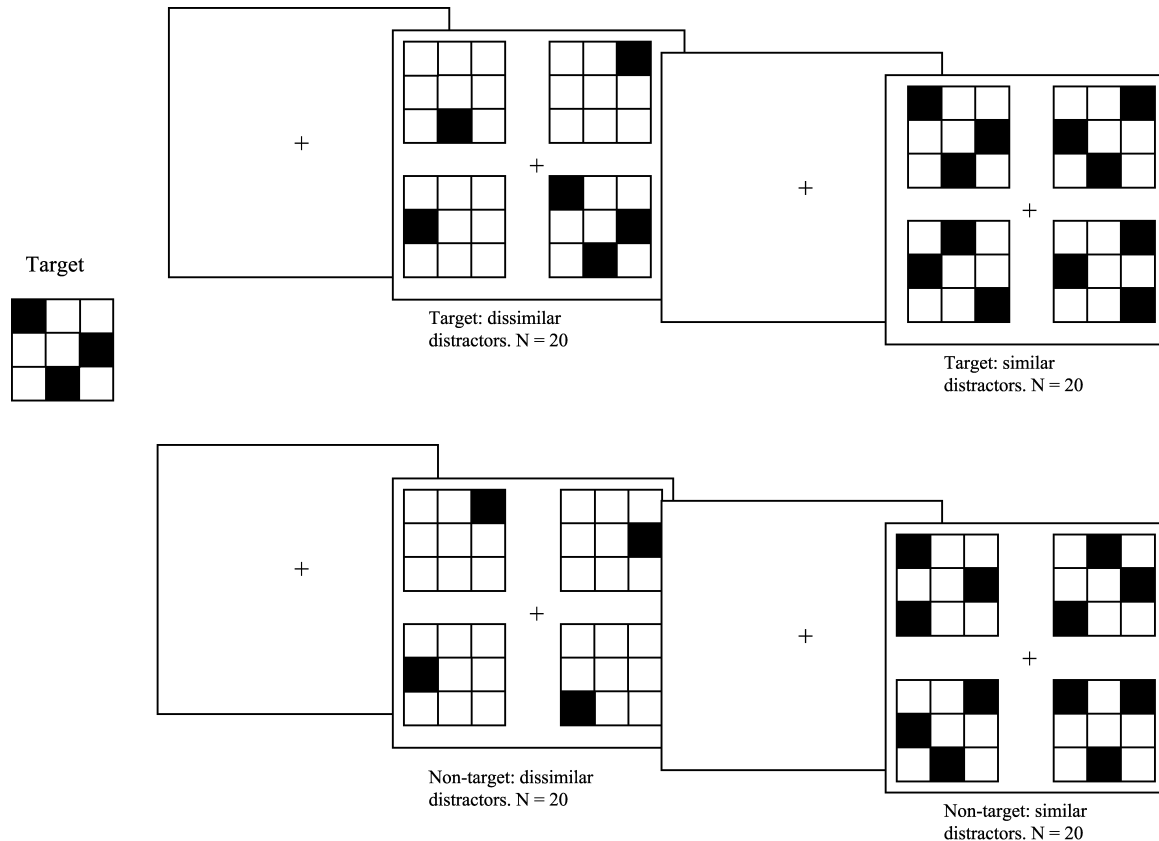 Target
Target: dissimilar
distractors. N = 20
Target: similar
distractors. N = 20
Non-target: dissimilar
distractors. N = 20
Non-target: similar
distractors. N = 20